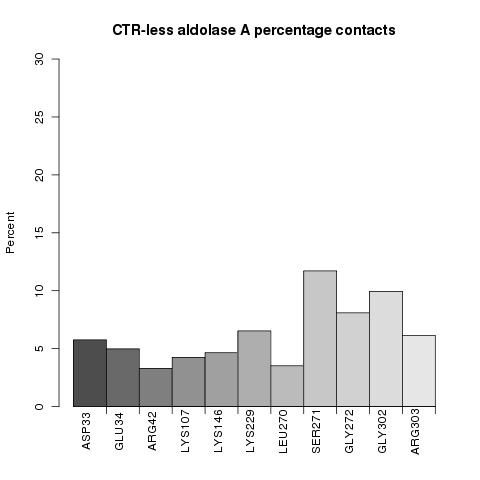 CTR-less aldolase A percentage contacts
30
25
20
15
10
5
0
Percent
ASP33
GLU34
ARG42
LYS107
LYS146
LYS229
LEU270
SER271
GLY272
GLY302
ARG303